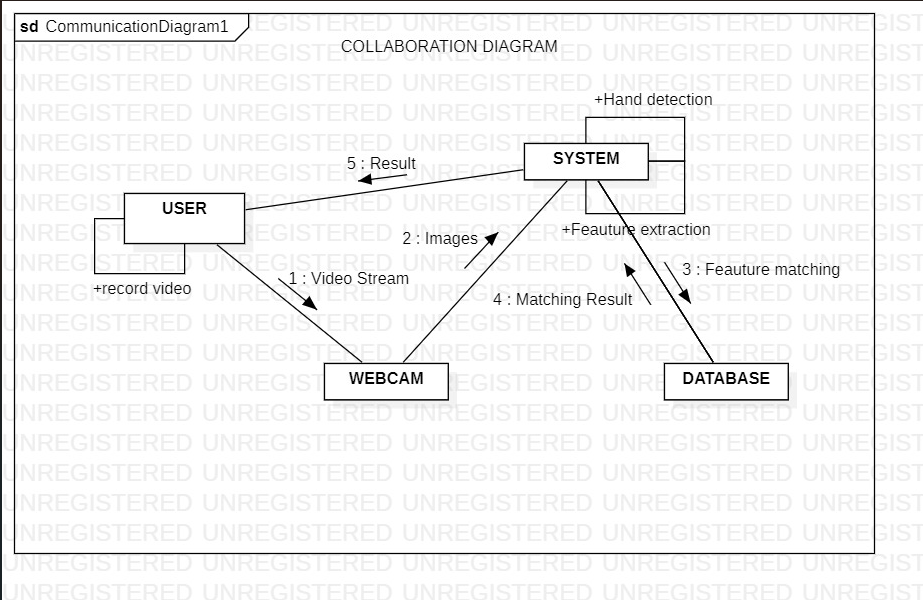 sd CommunicationDiagram1
COLLABORATION DIAGRAM
+Hand detection
SYSTEM
5 : Result
USER
2 : Images
+Feauture extraction
1 : Video Stream
3 : Feauture matching
+record video
4 : Matching Result
WEBCAM
DATABASE
UNREGISTERED